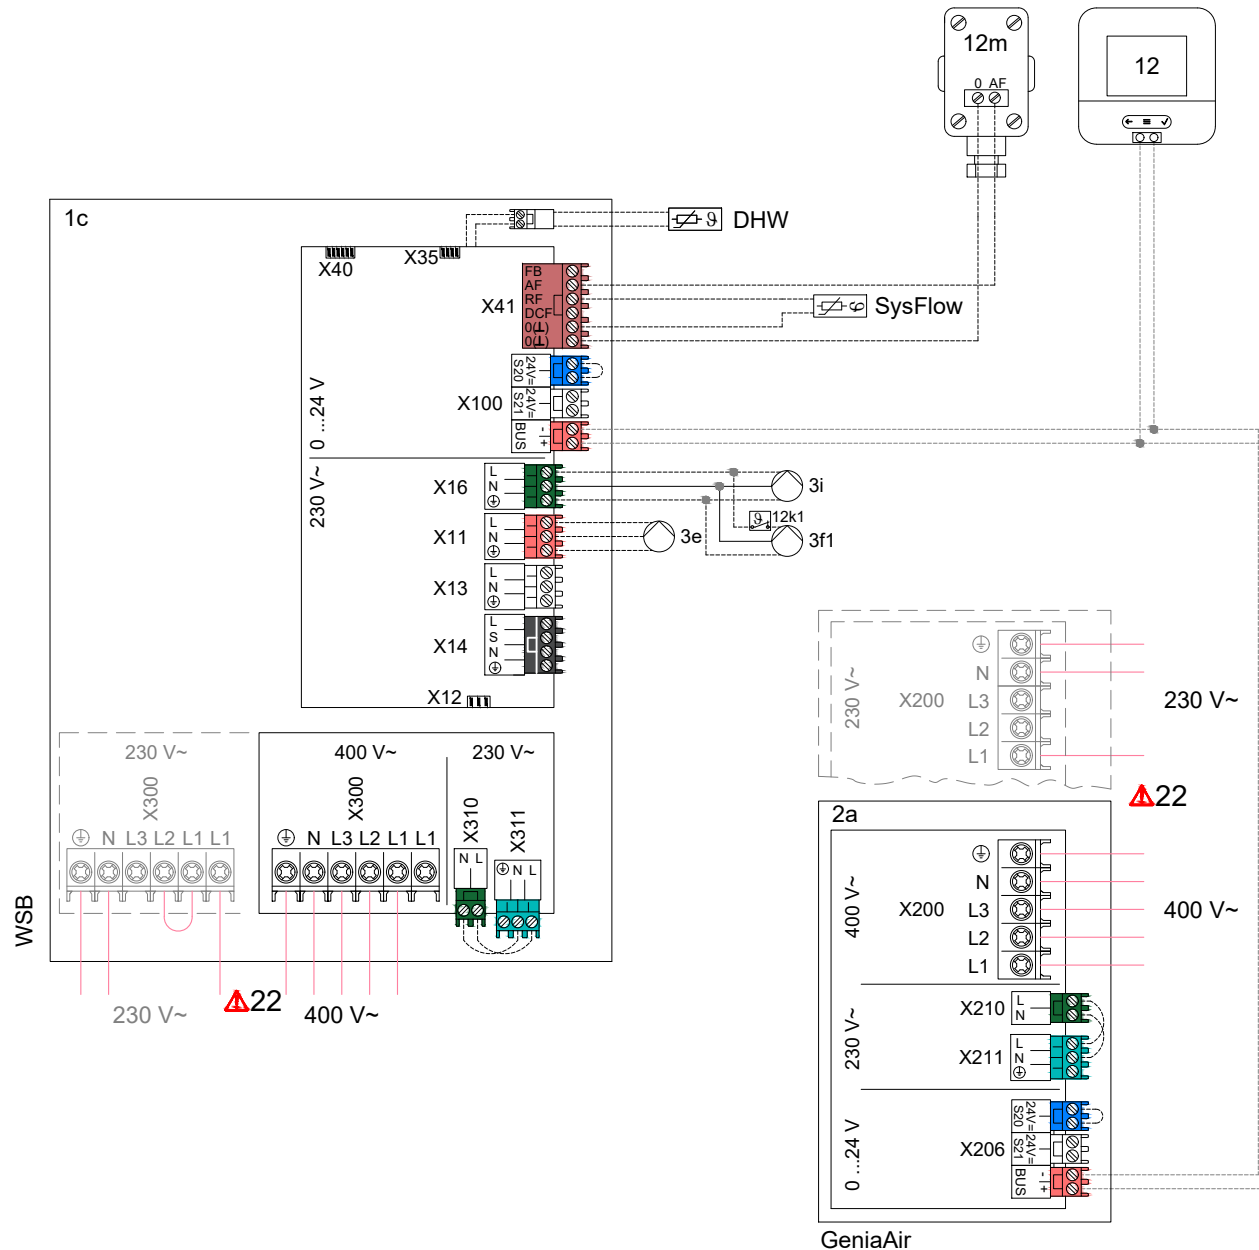 12m
0 AF
12
1c
DHW
X40
X35
X41
FB
AF
RF
DCF
0(⊥)
0(⊥)
SysFlow
0 ...24 V
X100
24V=
S20
24V=
S21
BUS
-
+
230 V~
X16
L
N
⏚
3i
12k1
3f1
X11
L
N
⏚
3e
X13
L
N
⏚
X14
L
S
N
⏚
X12
230 V~
X300
⏚ N L3 L2 L1 L1
400 V~
X300
⏚ N L3 L2 L1 L1
230 V~
X310
N L
X311
⏚ N L
WSB
230 V~
22
400 V~
230 V~
X200
⏚
N
L3
L2
L1
230 V~
22
2a
400 V~
X200
⏚
N
L3
L2
L1
400 V~
230 V~
X210
L
N
X211
L
N
⏚
0 ...24 V
X206
24V=
S20
24V=
S21
BUS
-
+
GeniaAir